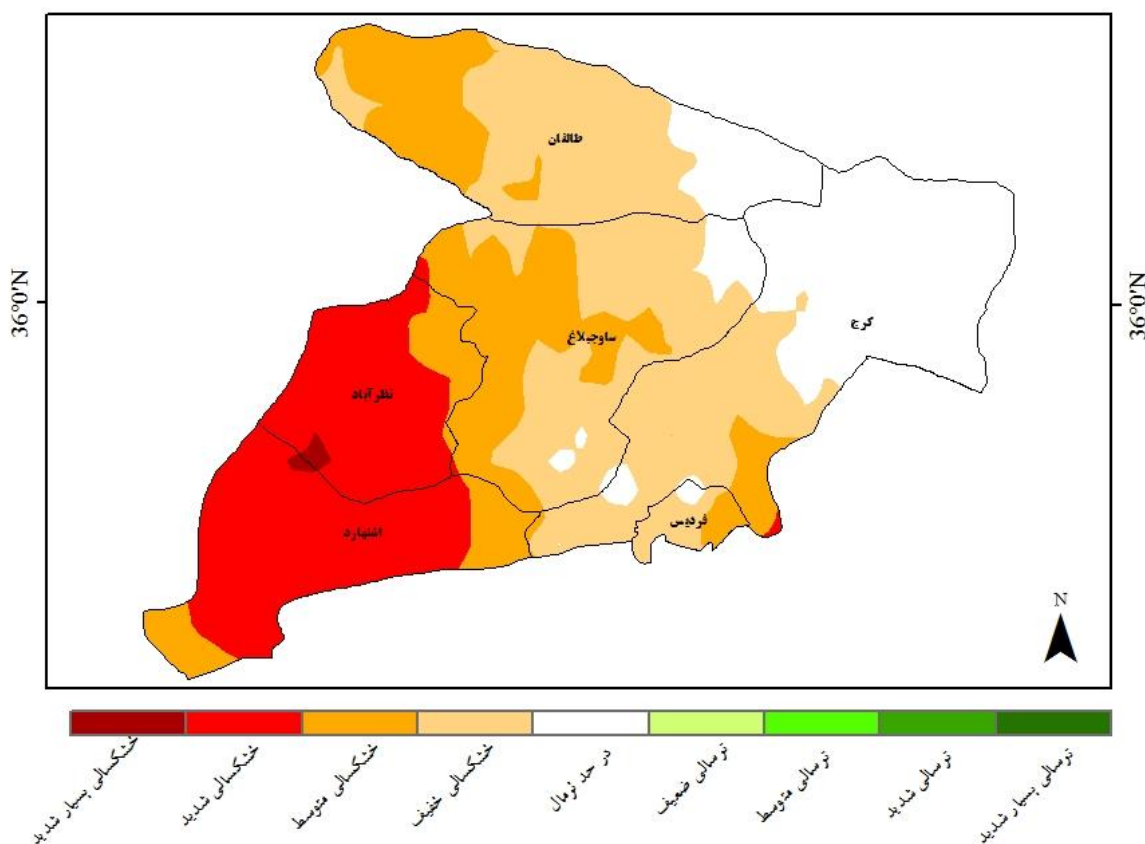 طالقان
36°0'N
36°0'N
کرج
ساوجبلاغ
نظرآباد
فردیس
اشتهارد
N
خشکسالی بسیار شدید
خشکسالی شدید
خشکسالی متوسط
خشکسالی خفیف
در حد نرمال
ترسالی ضعیف
ترسالی متوسط
ترسالی شدید
ترسالی بسیار شدید